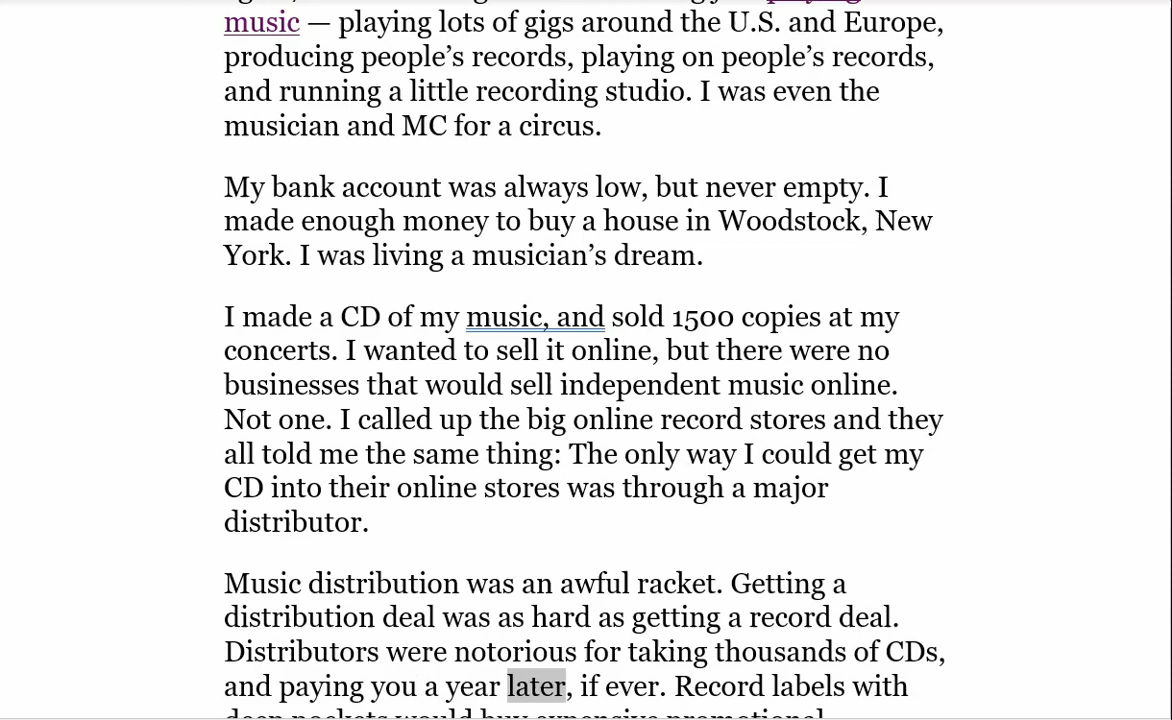 music — playing lots of gigs around the U.S. and Europe,
producing people’s records, playing on people’s records,
and running a little recording studio. I was even the
musician and MC for a circus.
My bank account was always low, but never empty. I
made enough money to buy a house in Woodstock, New
York. I was living a musician’s dream.
I made a CD of my music, and sold 1500 copies at my
concerts. I wanted to sell it online, but there were no
businesses that would sell independent music online.
Not one. I called up the big online record stores and they
all told me the same thing: The only way I could get my
CD into their online stores was through a major
distributor.
Music distribution was an awful racket. Getting a
distribution deal was as hard as getting a record deal.
Distributors were notorious for taking thousands of CDs,
and paying you a year later, if ever. Record labels with
deep pockets would buy expensive promotional